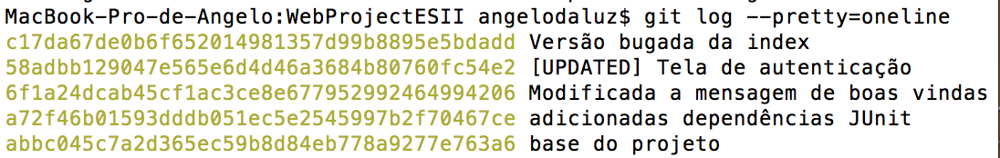 MacBook-Pro-de-Angelo:WebProjectESII angelodaluz$ git log --pretty=oneline
c17da67de0b6f652014981357d99b8895e5bdadd Versão bugada da index
58adbb129047e565e6d4d46a3684b80760fc54e2 [UPDATED] Tela de autenticação
6f1a24dcab45cf1ac3ce8e677952992464994206 Modificada a mensagem de boas vindas
a72f46b01593dddb051ec5e2545997b2f70467ce adicionadas dependências JUnit
abbc045c7a2d365ec59b8d84eb778a9277e763a6 base do projeto